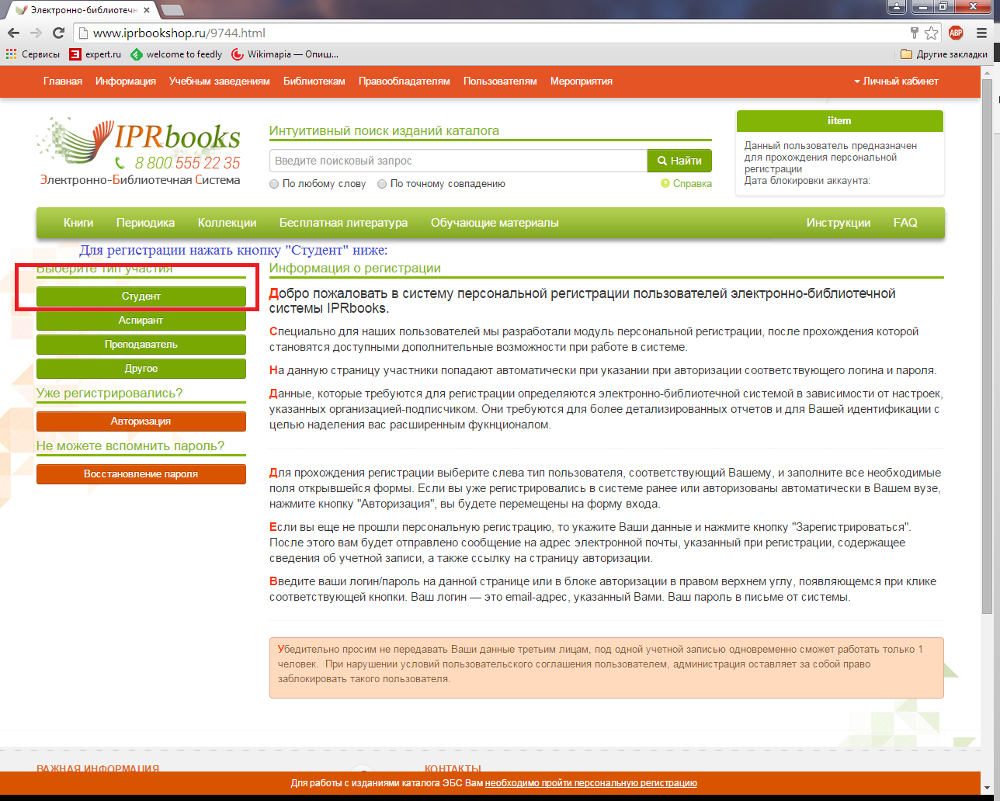 Электронно-библиотечн
www.iprbookshop.ru/9744.html
ABP
Сервисы
expert.ru
welcome to feedly
Wikimapia — Опиш...
Другие закладки
Главная Информация Учебным заведениям Библиотекам Правообладателям Пользователям Мероприятия Личный кабинет
IPRbooks
8 800 555 22 35
Электронно-Библиотечная Система
Интуитивный поиск изданий каталога
Введите поисковый запрос
Найти
По любому слову По точному совпадению Справка
iitem
Данный пользователь предназначен
для прохождения персональной
регистрации
Дата блокировки аккаунта:
Книги Периодика Коллекции Бесплатная литература Обучающие материалы Инструкции FAQ
Для регистрации нажать кнопку "Студент" ниже:
Выберите тип участия
Студент
Аспирант
Преподаватель
Другое
Уже регистрировались?
Авторизация
Не можете вспомнить пароль?
Восстановление пароля
Информация о регистрации
Добро пожаловать в систему персональной регистрации пользователей электронно-библиотечной
системы IPRbooks.
Специально для наших пользователей мы разработали модуль персональной регистрации, после прохождения которой
становятся доступными дополнительные возможности при работе в системе.
На данную страницу участники попадают автоматически при указании при авторизации соответствующего логина и пароля.
Данные, которые требуются для регистрации определяются электронно-библиотечной системой в зависимости от настроек,
указанных организацией-подписчиком. Они требуются для более детализированных отчетов и для Вашей идентификации с
целью наделения вас расширенным фукнционалом.
Для прохождения регистрации выберите слева тип пользователя, соответствующий Вашему, и заполните все необходимые
поля открывшейся формы. Если вы уже регистрировались в системе ранее или авторизованы автоматически в Вашем вузе,
нажмите кнопку "Авторизация", вы будете перемещены на форму входа.
Если вы еще не прошли персональную регистрацию, то укажите Ваши данные и нажмите кнопку "Зарегистрироваться".
После этого вам будет отправлено сообщение на адрес электронной почты, указанный при регистрации, содержащее
сведения об учетной записи, а также ссылку на страницу авторизации.
Введите ваши логин/пароль на данной странице или в блоке авторизации в правом верхнем углу, появляющемся при клике
соответствующей кнопки. Ваш логин — это email-адрес, указанный Вами. Ваш пароль в письме от системы.
Убедительно просим не передавать Ваши данные третьим лицам, под одной учетной записью одновременно сможет работать только 1
человек. При нарушении условий пользовательского соглашения пользователем, администрация оставляет за собой право
заблокировать такого пользователя.
ВАЖНАЯ ИНФОРМАЦИЯ
КОНТАКТЫ
Для работы с изданиями каталога ЭБС Вам необходимо пройти персональную регистрацию